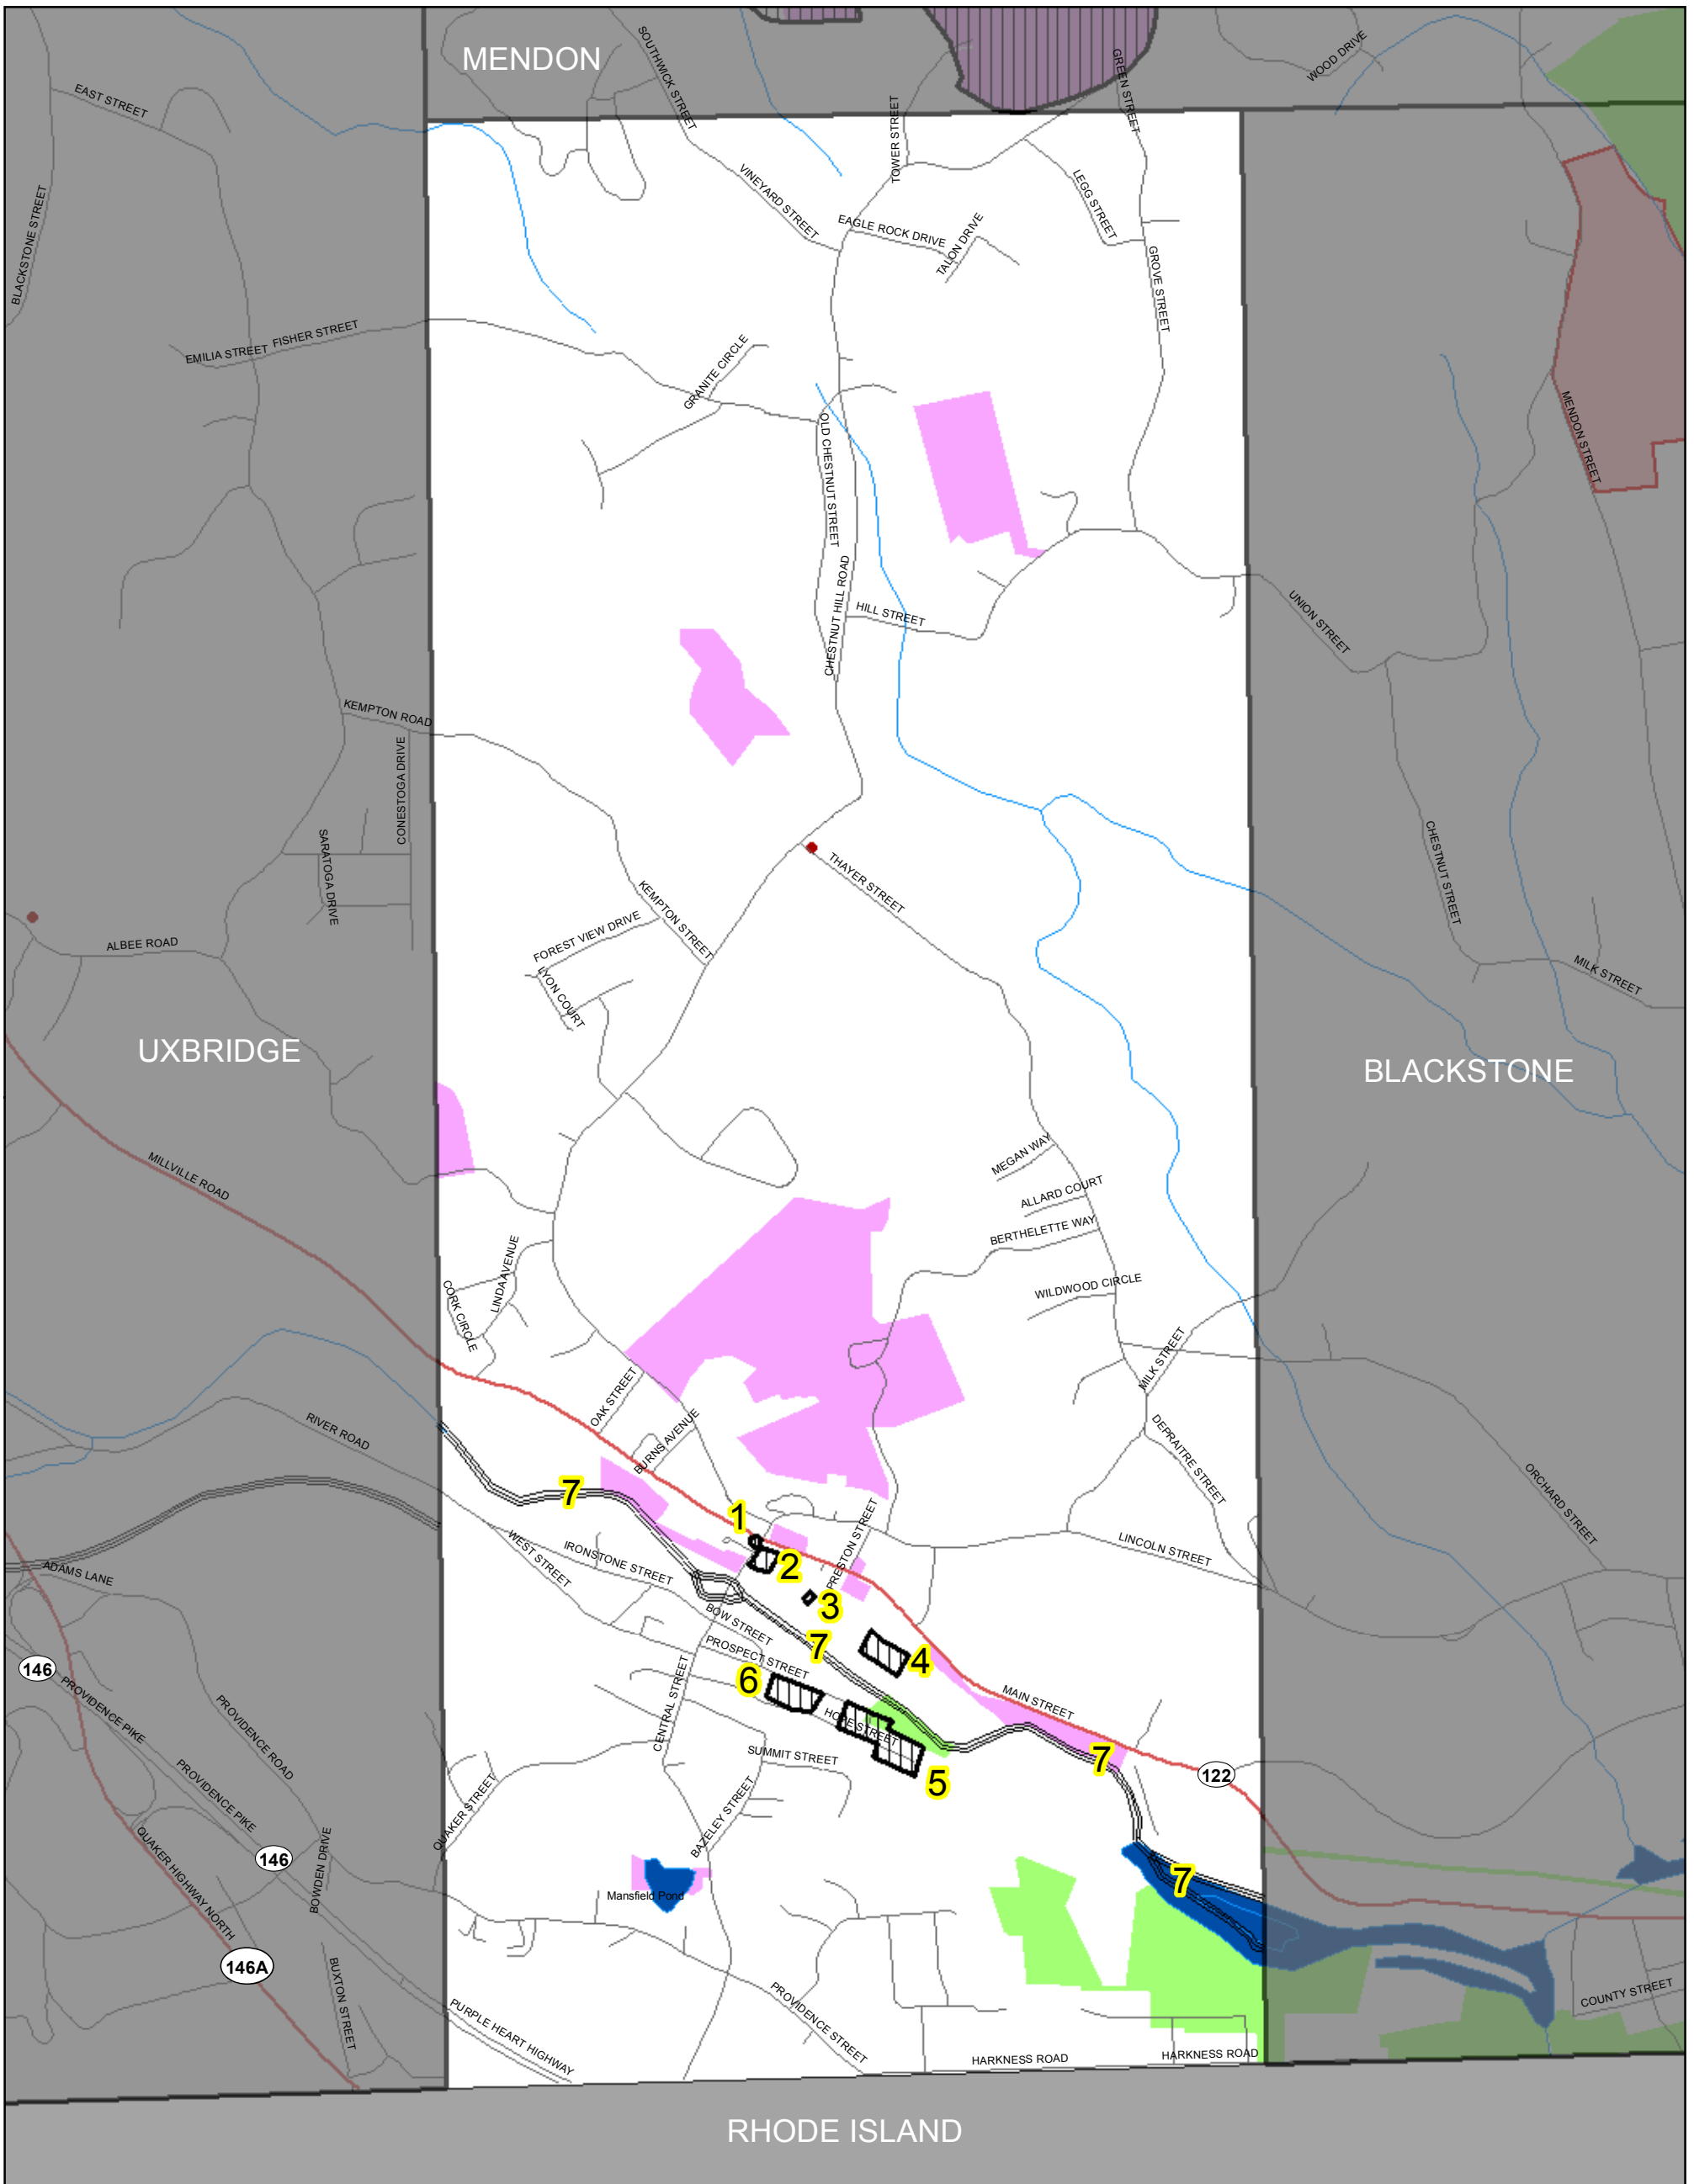 MENDON
SOUTHWICK STREET
GREEN STREET
WOOD DRIVE
EAST STREET
TOWER STREET
VINEYARD STREET
LEGG STREET
BLACKSTONE STREET
EAGLE ROCK DRIVE
TALON DRIVE
GROVE STREET
EMILIA STREET
FISHER STREET
GRANITE CIRCLE
MENDON STREET
OLD CHESTNUT STREET
CHESTNUT HILL ROAD
HILL STREET
UNION STREET
KEMPTON ROAD
CONESTOGA DRIVE
SARATOGA DRIVE
CHESTNUT STREET
THAYER STREET
KEMPTON STREET
FOREST VIEW DRIVE
ALBEE ROAD
LYON COURT
MILK STREET
UXBRIDGE
BLACKSTONE
MILLVILLE ROAD
MEGAN WAY
ALLARD COURT
BERTHELETTE WAY
LINDA AVENUE
CORK CIRCLE
WILDWOOD CIRCLE
MILK STREET
OAK STREET
BURNS AVENUE
RIVER ROAD
DEPRAITRE STREET
ORCHARD STREET
7
1
PRESTON STREET
LINCOLN STREET
WEST STREET
IRONSTONE STREET
2
ADAMS LANE
3
BOW STREET
7
PROSPECT STREET
4
146
6
CENTRAL STREET
PROVIDENCE PIKE
PROVIDENCE ROAD
MAIN STREET
HOPE STREET
SUMMIT STREET
7
122
5
PROVIDENCE PIKE
QUAKER STREET
BAZELEY STREET
QUAKER HIGHWAY NORTH
146
BOWDEN DRIVE
7
Mansfield Pond
146A
BUXTON STREET
PURPLE HEART HIGHWAY
PROVIDENCE STREET
COUNTY STREET
HARKNESS ROAD
HARKNESS ROAD
RHODE ISLAND